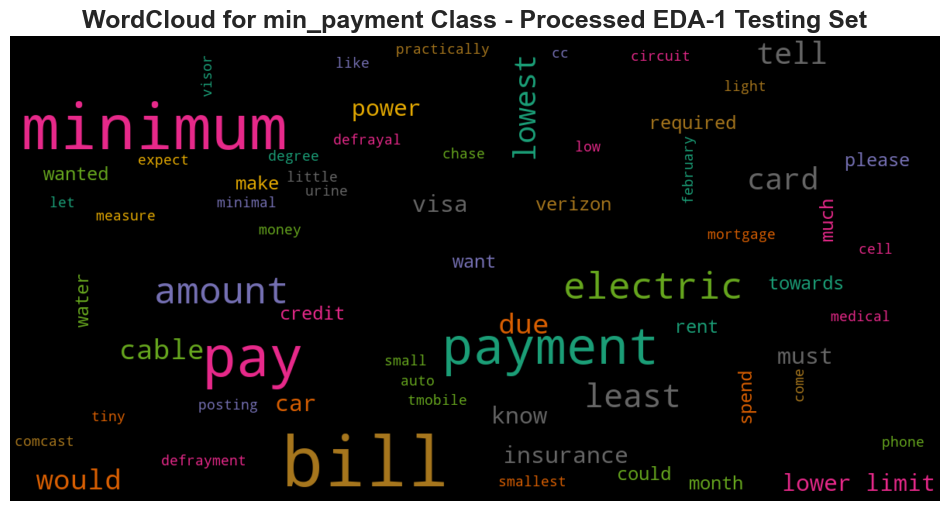 WordCloud for min_payment Class - Processed EDA-1 Testing Set
practically
visor
like
cc
circuit
tell
light
minimum
power
lowest
required
defrayal
chase
low
february
please
expect
degree
wanted
make
little
urine
card
let
minimal
visa
verizon
much
measure
money
mortgage
cell
want
water
amount
electric
towards
credit
due
rent
medical
cable
pay
payment
small
must
auto
least
spend
come
tmobile
posting
car
know
tiny
comcast
phone
defrayment
bill
insurance
would
smallest
could
month
lower limit